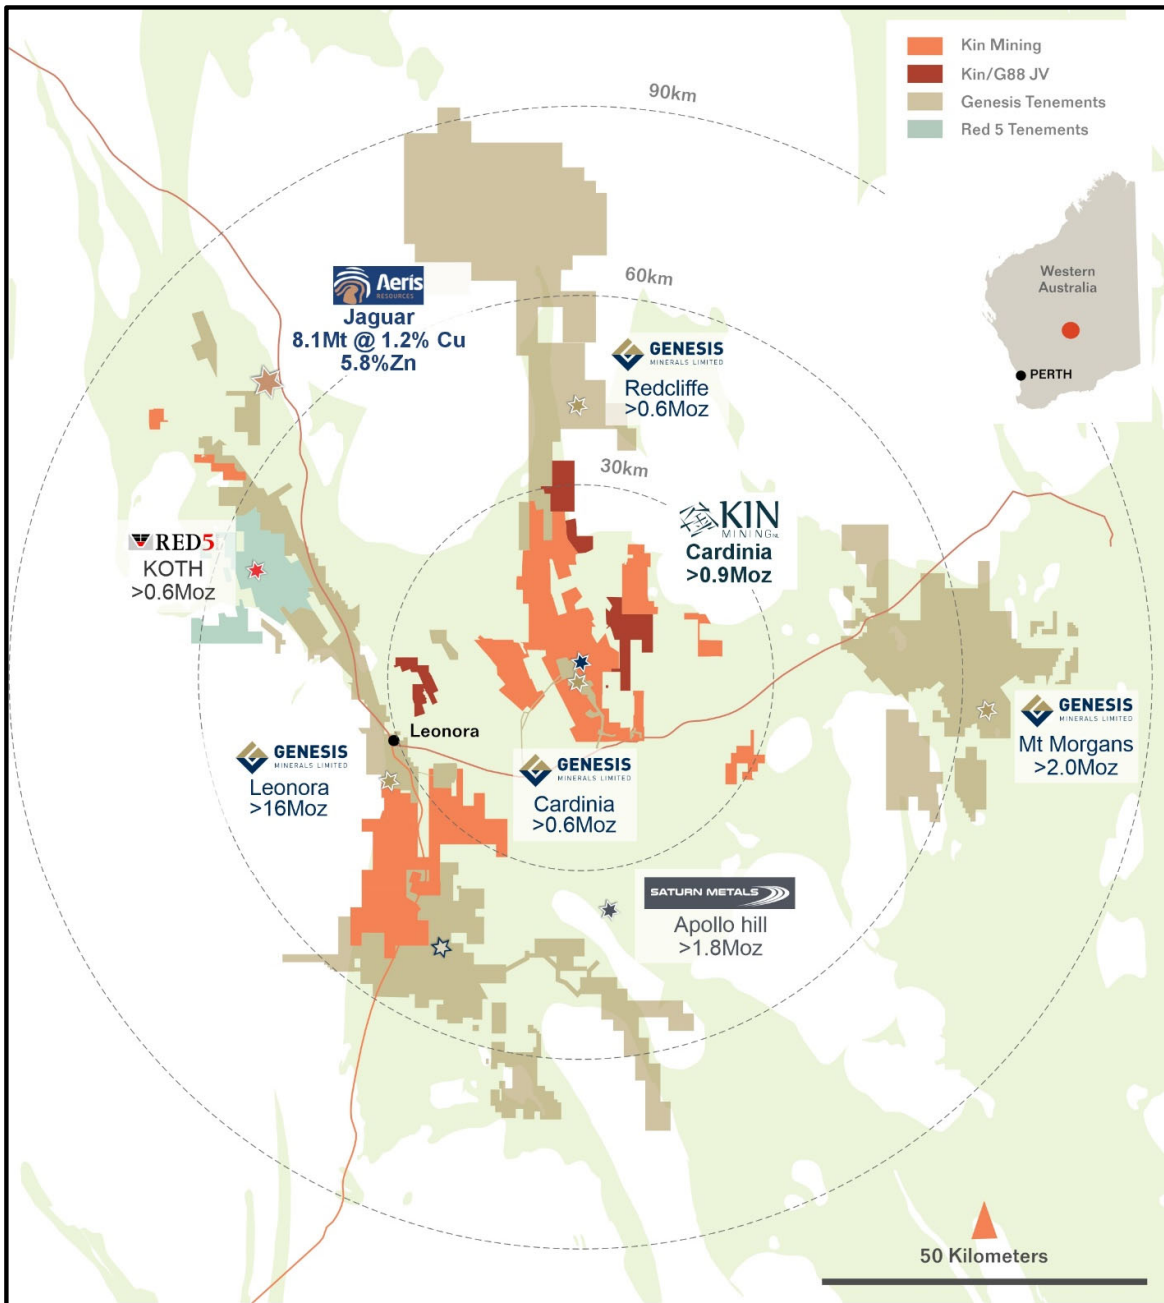 Kin Mining
Kin/G88 JV
Genesis Tenements
Red 5 Tenements
90km
Western
Australia
PERTH
60km
Aeris
RESOURCES
Jaguar
8.1Mt @ 1.2% Cu
5.8%Zn
GENESIS
MINERALS LIMITED
Redcliffe
>0.6Moz
30km
KIN
MINING NL
Cardinia
>0.9Moz
RED5
KOTH
>0.6Moz
Leonora
GENESIS
MINERALS LIMITED
Leonora
>16Moz
GENESIS
MINERALS LIMITED
Cardinia
>0.6Moz
GENESIS
MINERALS LIMITED
Mt Morgans
>2.0Moz
SATURN METALS
Apollo hill
>1.8Moz
50 Kilometers